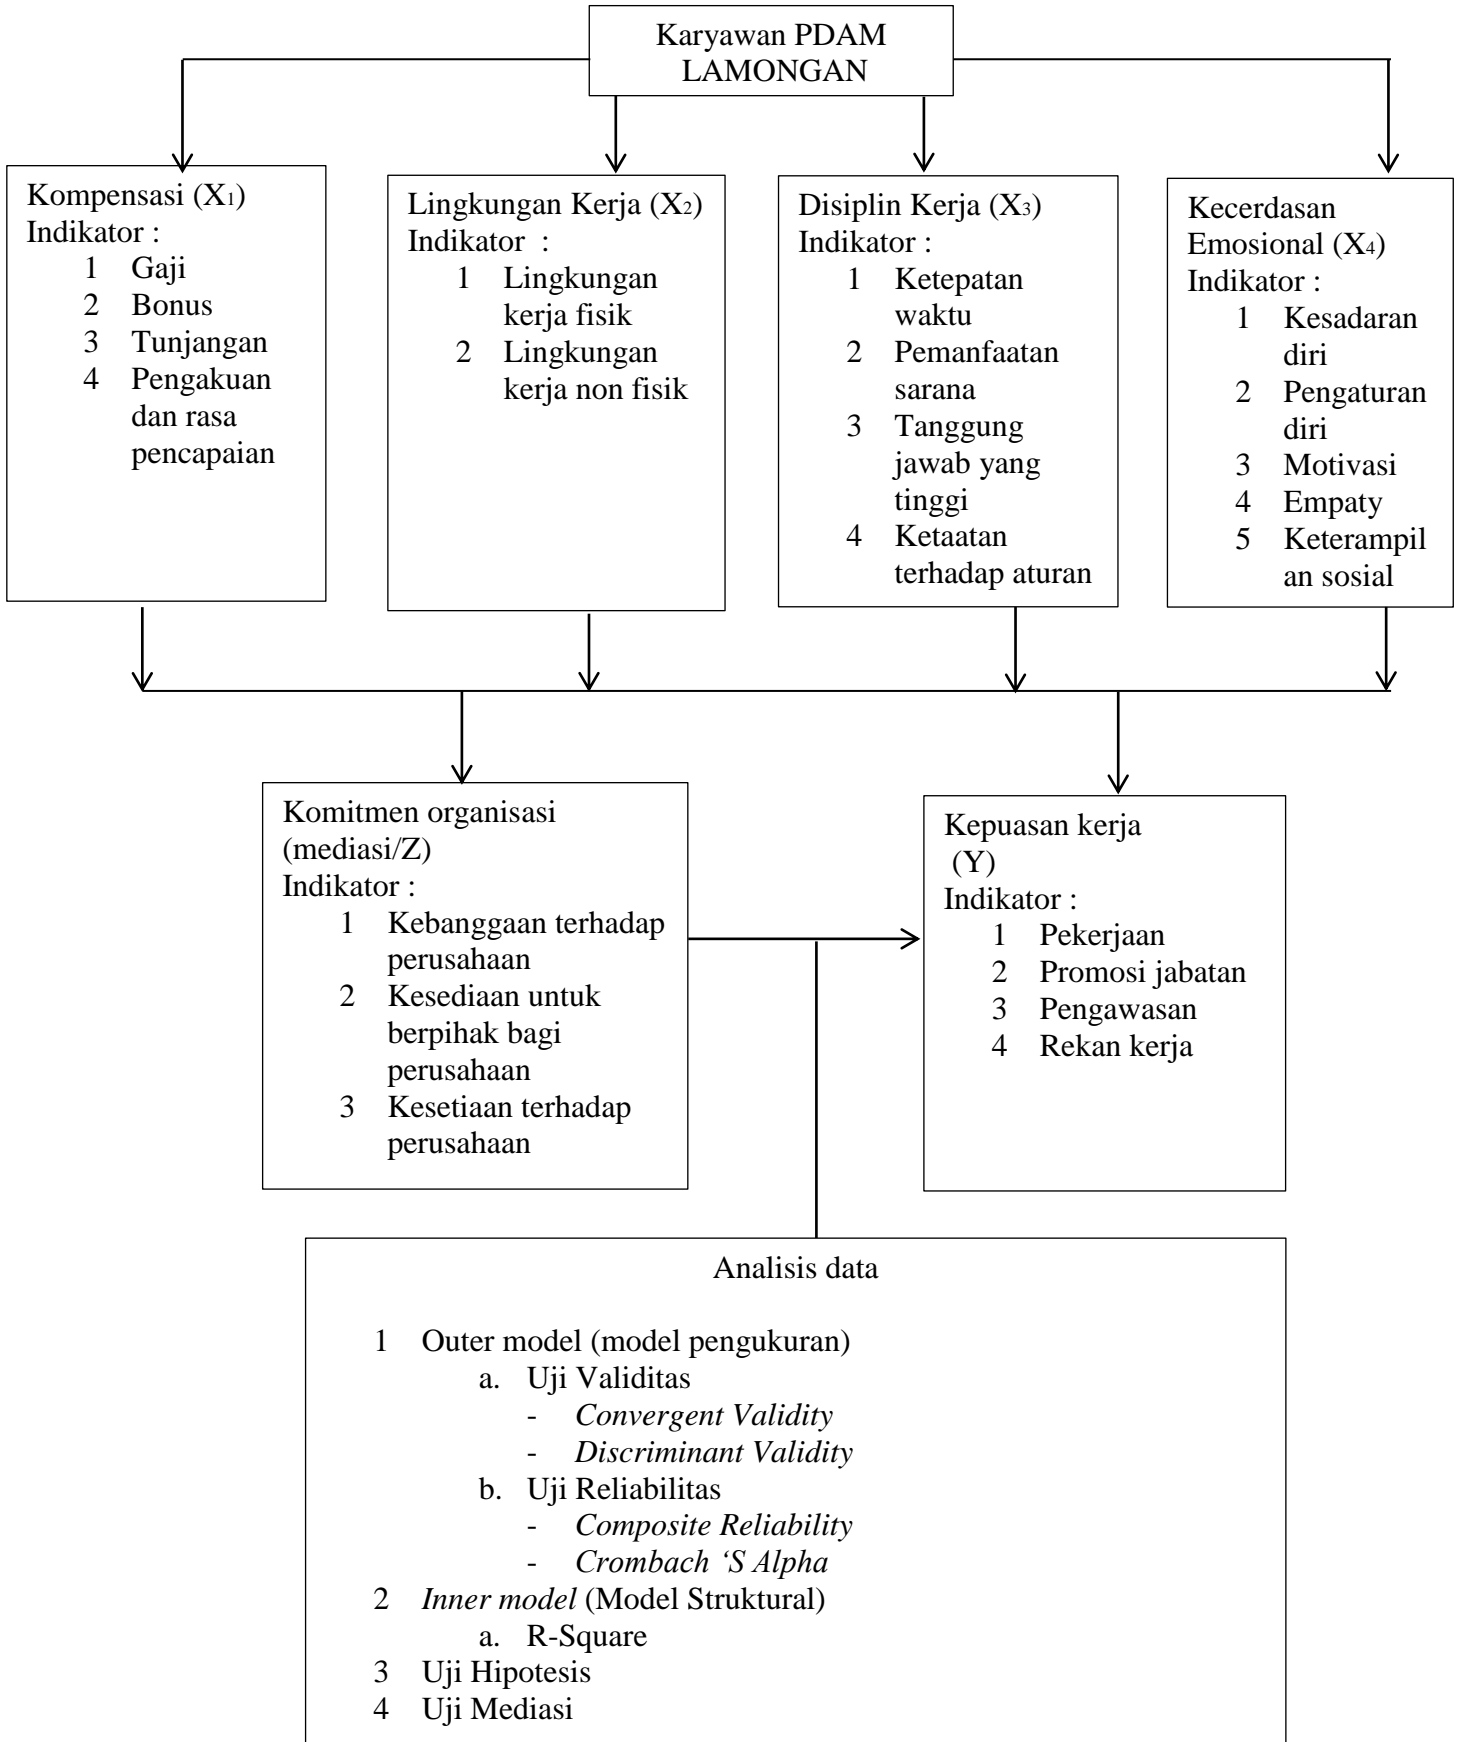 Karyawan PDAM
LAMONGAN
Kompensasi (X1)
Indikator :
1 Gaji
2 Bonus
3 Tunjangan
4 Pengakuan
dan rasa
pencapaian
Lingkungan Kerja (X2)
Indikator :
1 Lingkungan
kerja fisik
2 Lingkungan
kerja non fisik
Disiplin Kerja (X3)
Indikator :
1 Ketepatan
waktu
2 Pemanfaatan
sarana
3 Tanggung
jawab yang
tinggi
4 Ketaatan
terhadap aturan
Kecerdasan
Emosional (X4)
Indikator :
1 Kesadaran
diri
2 Pengaturan
diri
3 Motivasi
4 Empaty
5 Keterampil
an sosial
Komitmen organisasi
(mediasi/Z)
Indikator :
1 Kebanggaan terhadap
perusahaan
2 Kesediaan untuk
berpihak bagi
perusahaan
3 Kesetiaan terhadap
perusahaan
Kepuasan kerja
(Y)
Indikator :
1 Pekerjaan
2 Promosi jabatan
3 Pengawasan
4 Rekan kerja
Analisis data
1 Outer model (model pengukuran)
a. Uji Validitas
- Convergent Validity
- Discriminant Validity
b. Uji Reliabilitas
- Composite Reliability
- Crombach ‘S Alpha
2 Inner model (Model Struktural)
a. R-Square
3 Uji Hipotesis
4 Uji Mediasi